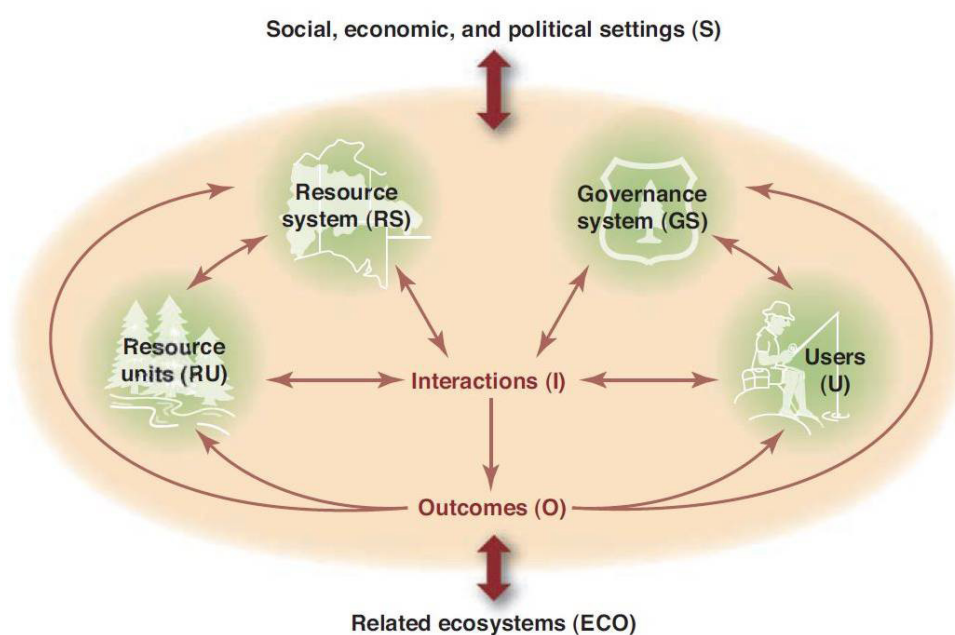 Social, economic, and political settings (S)
Resource
system (RS)
Governance
system (GS)
Resource
units (RU)
Interactions (I)
Users
(U)
Outcomes (O)
Related ecosystems (ECO)